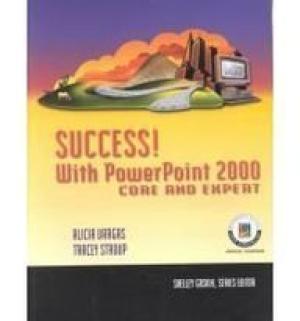 SUCCESS!
With PowerPoint 2000
CORE AND EXPERT
ALICIA VARGAS
TRACEY STROUP
SHELLEY GASKIN, SERIES EDITOR